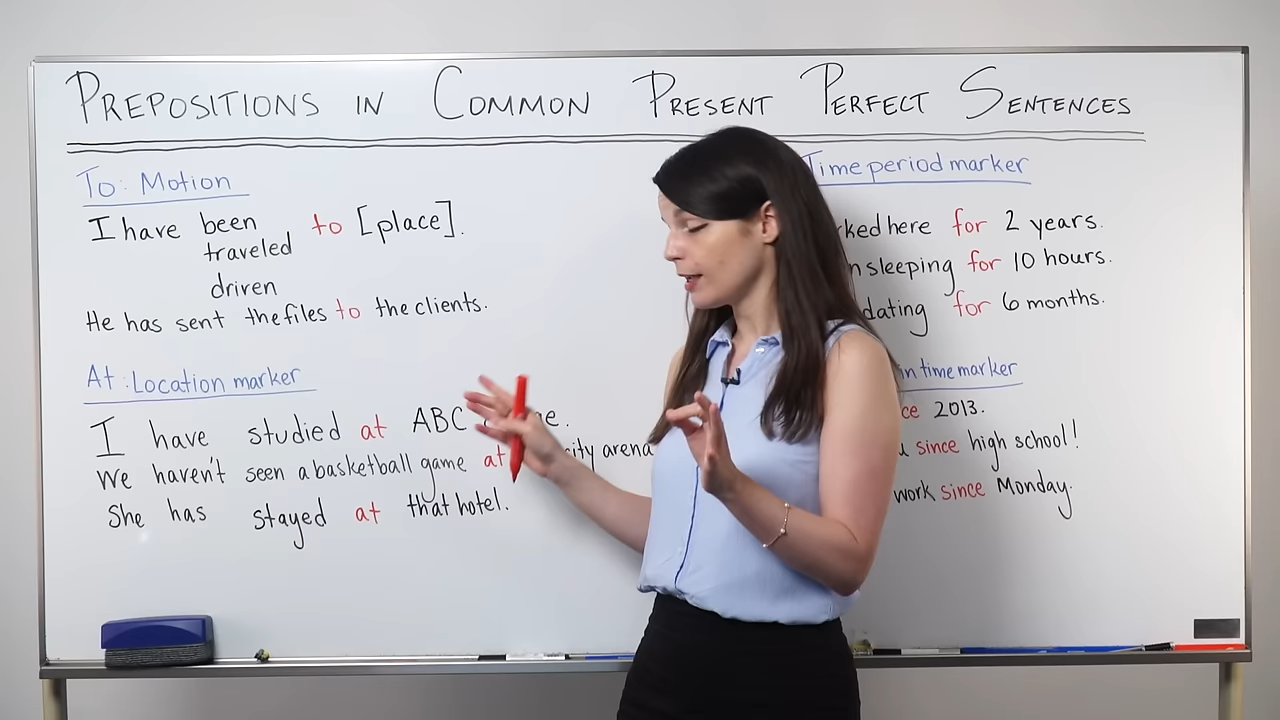 PREPOSITIONS IN COMMON PRESENT PERFECT SENTENCES
To: Motion
I have been to [place].
traveled
driven
He has sent the files to the clients.
At: Location marker
I have studied at ABC
We haven't seen a basketball game at city arena
She has stayed at that hotel.
Time period marker
here for 2 years.
sleeping for 10 hours.
dating for 6 months.
time marker
2013.
since high school!
work since Monday.